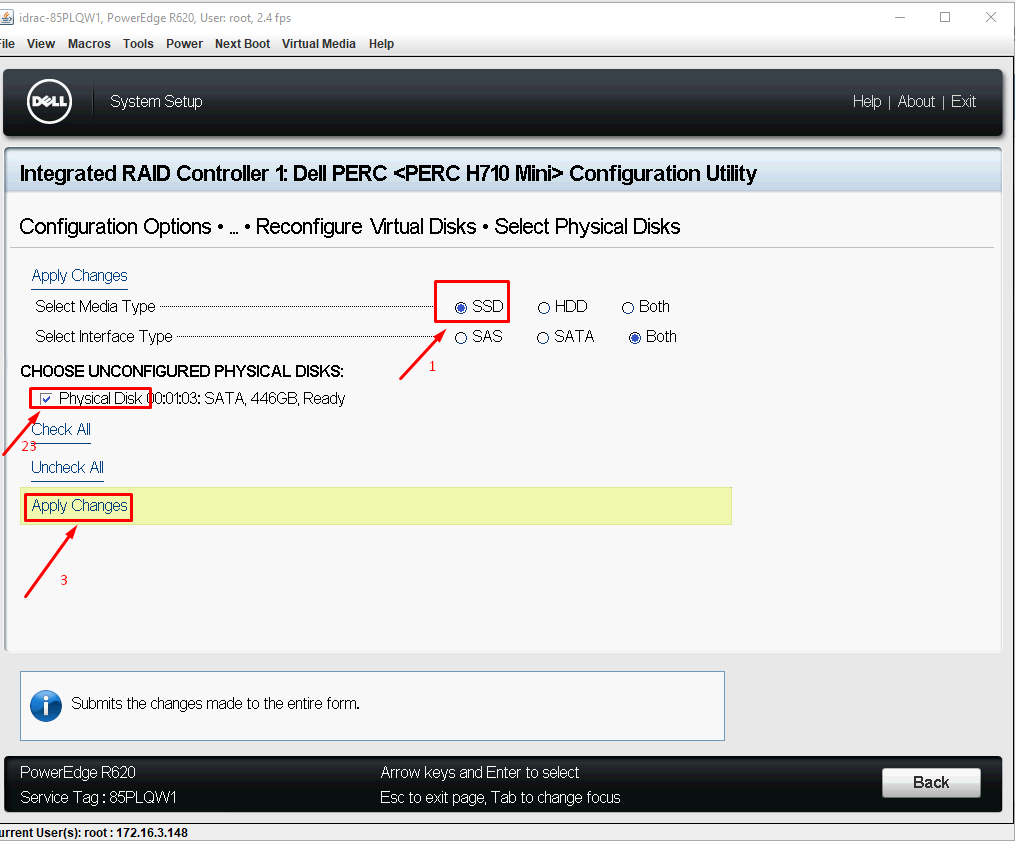 idrac-85PLQW1, PowerEdge R620, User: root, 2.4 fps
File View Macros Tools Power Next Boot Virtual Media Help
DELL System Setup Help | About | Exit
Integrated RAID Controller 1: Dell PERC <PERC H710 Mini> Configuration Utility
Configuration Options • ... • Reconfigure Virtual Disks • Select Physical Disks
Apply Changes
Select Media Type SSD HDD Both
Select Interface Type SAS SATA Both
1
CHOOSE UNCONFIGURED PHYSICAL DISKS:
Physical Disk 00:01:03: SATA, 446GB, Ready
Check All
23
Uncheck All
Apply Changes
3
Submits the changes made to the entire form.
PowerEdge R620 Arrow keys and Enter to select
Service Tag : 85PLQW1 Esc to exit page, Tab to change focus
Back
urrent User(s): root : 172.16.3.148